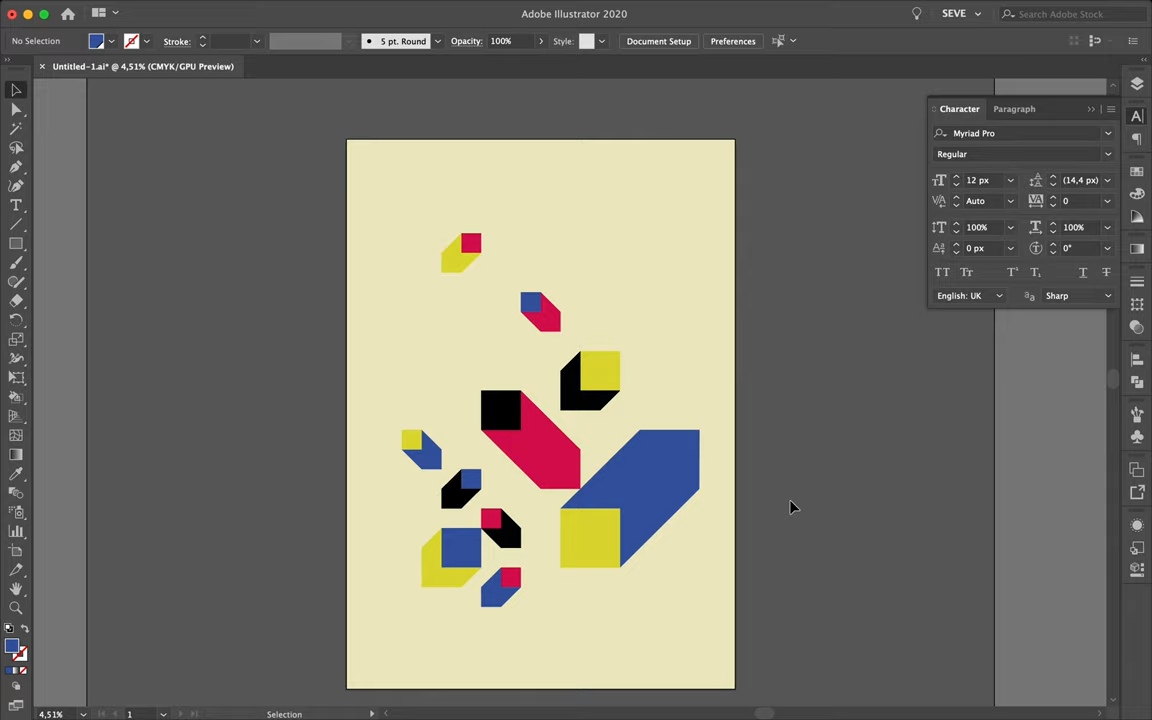 Adobe Illustrator 2020
SEVE
Search Adobe Stock
No Selection
Stroke:
5 pt. Round
Opacity:
100%
Style:
Document Setup
Preferences
Untitled-1.ai* @ 4,51% (CMYK/GPU Preview)
Character
Paragraph
Myriad Pro
Regular
12 px
(14,4 px)
Auto
0
100%
100%
0 px
0°
English: UK
Sharp
4,51%
1
Selection